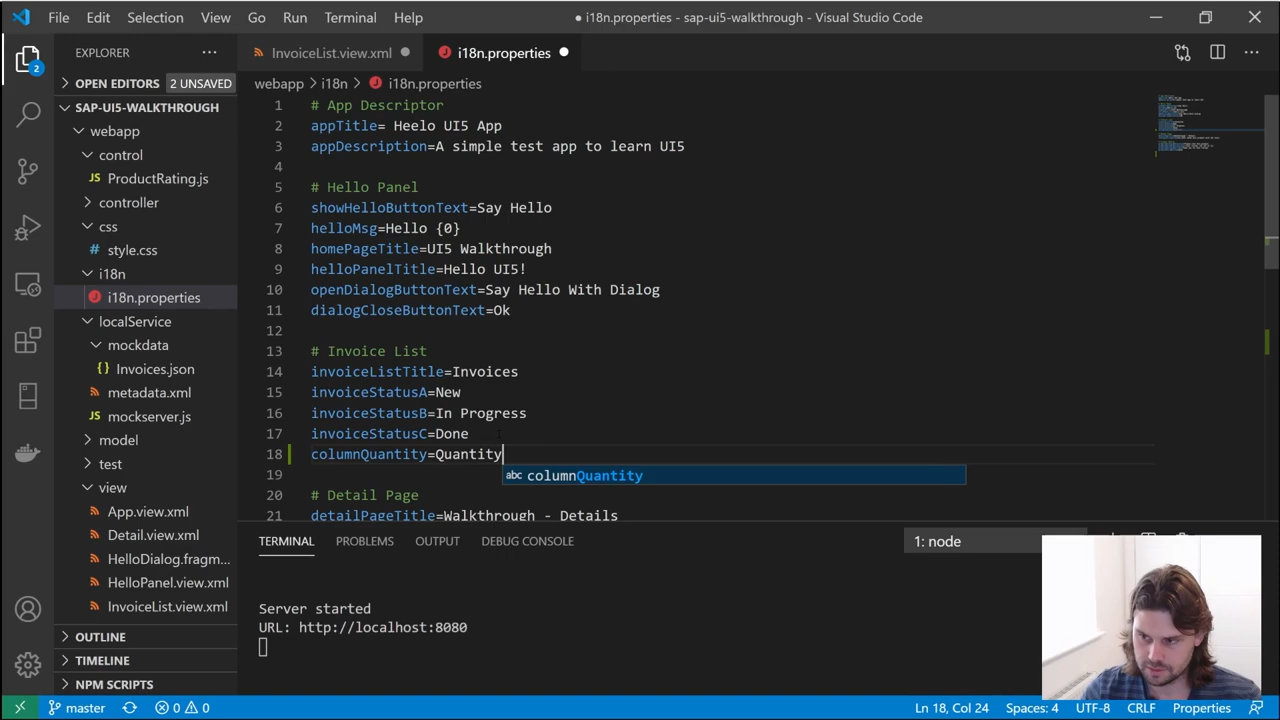 File Edit Selection View Go Run Terminal Help
● i18n.properties - sap-ui5-walkthrough - Visual Studio Code
EXPLORER
InvoiceList.view.xml
i18n.properties
OPEN EDITORS 2 UNSAVED
webapp > i18n > i18n.properties
2
SAP-UI5-WALKTHROUGH
webapp
control
JS ProductRating.js
controller
css
# style.css
i18n
i18n.properties
localService
mockdata
{} Invoices.json
metadata.xml
JS mockserver.js
model
test
view
App.view.xml
Detail.view.xml
HelloDialog.fragm...
HelloPanel.view.xml
InvoiceList.view.xml
OUTLINE
TIMELINE
NPM SCRIPTS
1 # App Descriptor
2 appTitle= Heelo UI5 App
3 appDescription=A simple test app to learn UI5
4
5 # Hello Panel
6 showHelloButtonText=Say Hello
7 helloMsg=Hello {0}
8 homePageTitle=UI5 Walkthrough
9 helloPanelTitle=Hello UI5!
10 openDialogButtonText=Say Hello With Dialog
11 dialogCloseButtonText=Ok
12
13 # Invoice List
14 invoiceListTitle=Invoices
15 invoiceStatusA=New
16 invoiceStatusB=In Progress
17 invoiceStatusC=Done
18 columnQuantity=Quantity
19
abc columnQuantity
20 # Detail Page
21 detailPageTitle=Walkthrough - Details
TERMINAL PROBLEMS OUTPUT DEBUG CONSOLE
1: node
Server started
URL: http://localhost:8080
master 0 0
Ln 18, Col 24 Spaces: 4 UTF-8 CRLF Properties